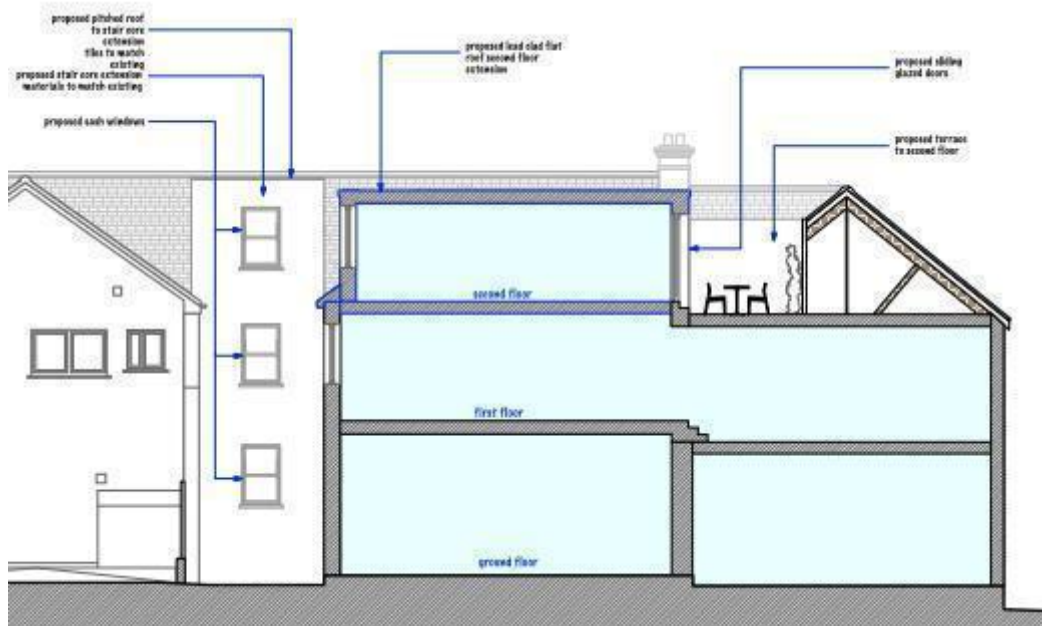 proposed pitched roof
to stair core
extension
tiles to match
existing
proposed stair core extension
materials to match existing
proposed sash windows
proposed lead clad flat
roof second floor
extension
proposed sliding
glazed doors
proposed terrace
to second floor
second floor
first floor
ground floor